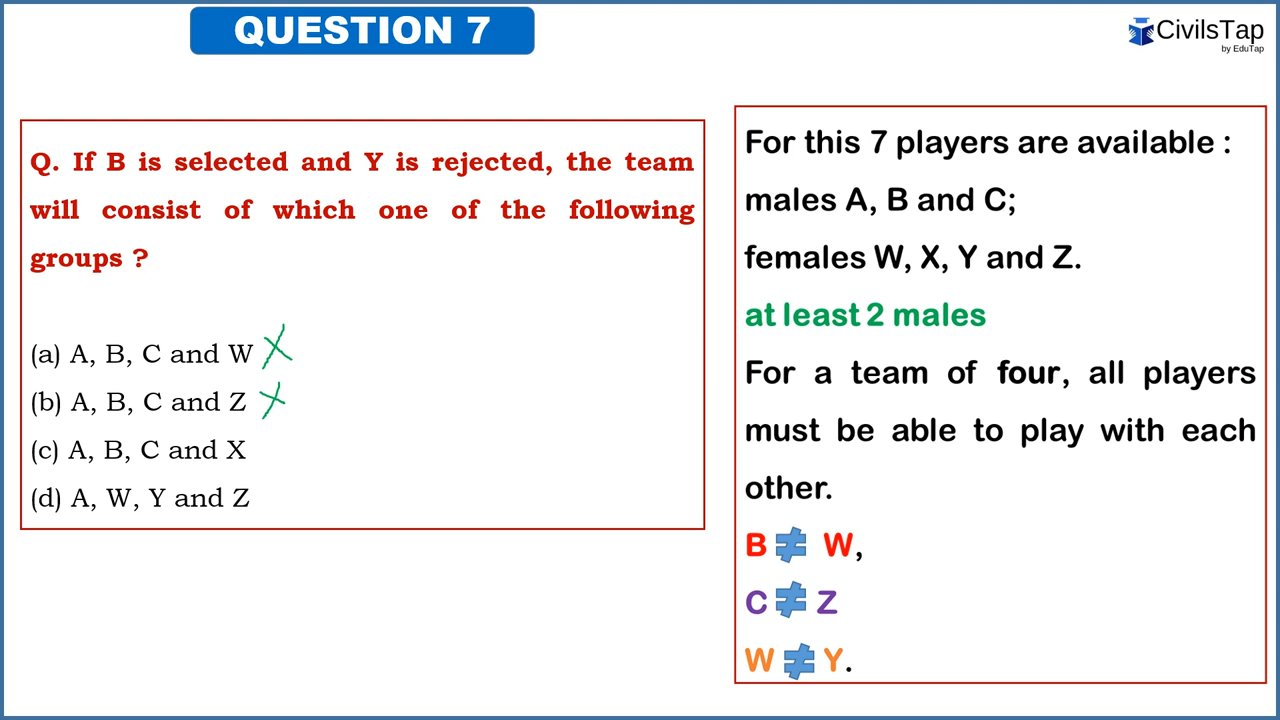 QUESTION 7
CivilsTap
by EduTap
Q. If B is selected and Y is rejected, the team
will consist of which one of the following
groups ?
(a) A, B, C and W
(b) A, B, C and Z
(c) A, B, C and X
(d) A, W, Y and Z
For this 7 players are available :
males A, B and C;
females W, X, Y and Z.
at least 2 males
For a team of four, all players
must be able to play with each
other.
B ≠ W,
C ≠ Z
W ≠ Y.